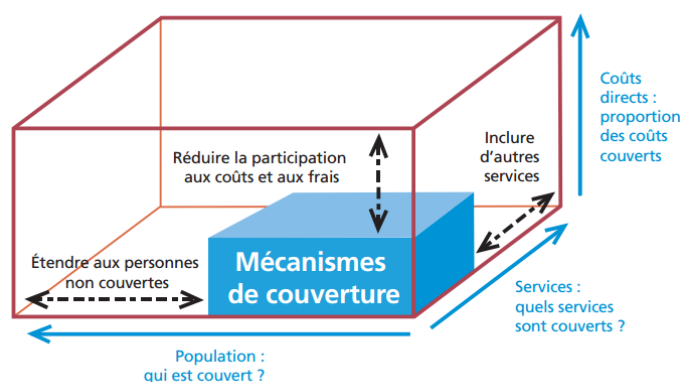 Coûts
directs :
proportion
des coûts
couverts
Réduire la participation
aux coûts et aux frais
Inclure
d’autres
services
Étendre aux personnes
non couvertes
Mécanismes
de couverture
Services :
quels services
sont couverts ?
Population :
qui est couvert ?